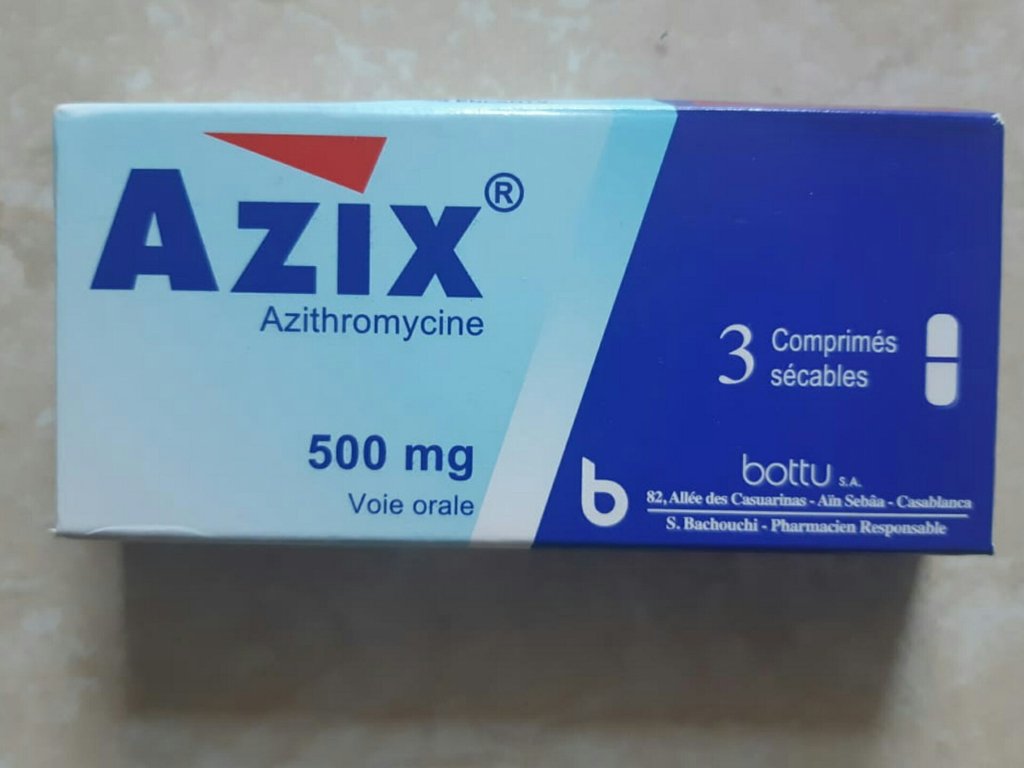 AZIX®
Azithromycine
500 mg
Voie orale
3 Comprimés
sécables
b
bottu S.A.
82, Allée des Casuarinas - Aïn Sebâa - Casablanca
S. Bachouchi - Pharmacien Responsable